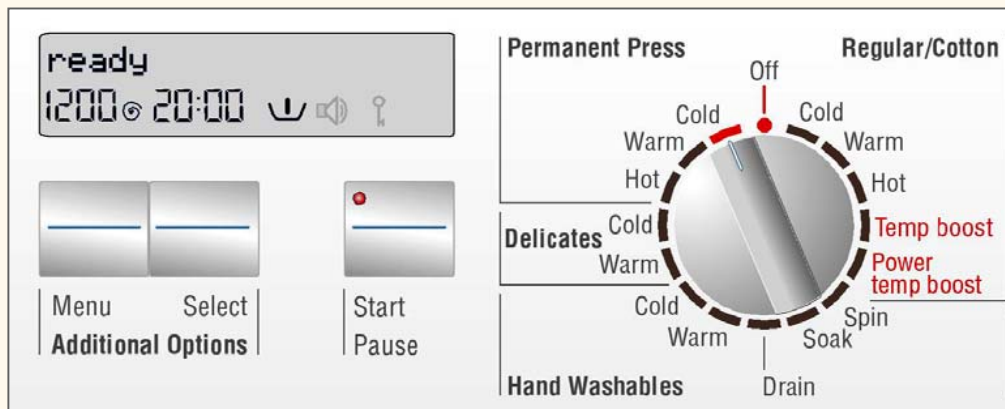 ready
1200 20:00
Menu Select
Additional Options
Start
Pause
Permanent Press
Regular/Cotton
Off
Cold
Warm
Hot
Delicates
Cold
Warm
Hand Washables
Cold
Warm
Drain
Soak
Spin
Cold
Warm
Hot
Temp boost
Power
temp boost